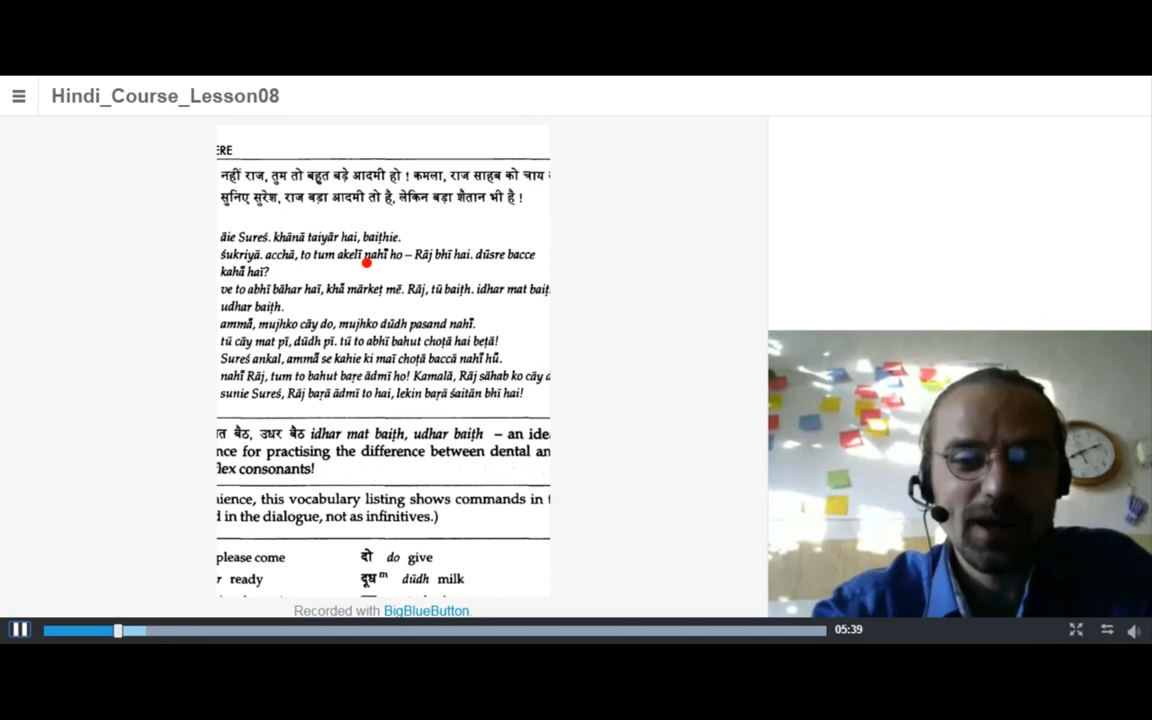 Hindi_Course_Lesson08
ERE
नहीं राज, तुम तो बहुत बड़े आदमी हो ! कमला, राज साहब को चाय
सुनिए सुरेश, राज बड़ा आदमी तो है, लेकिन बड़ा शैतान भी है !
āie Sureś. khānā taiyār hai, baiṭhie.
śukriyā. acchā, to tum akelī nahī̃ ho – Rāj bhī hai. dūsre bacce
kahā̃ haĩ?
ve to abhī bāhar haĩ, khā̃ mārkeṭ mẽ. Rāj, tū baiṭh. idhar mat baiṭ
udhar baiṭh.
ammā̃, mujhko cāy do, mujhko dūdh pasand nahī̃.
tū cāy mat pī, dūdh pī. tū to abhī bahut choṭā hai beṭā!
Sureś ankal, ammā̃ se kahie ki maĩ choṭā baccā nahī̃ hū̃.
nahī̃ Rāj, tum to bahut baṛe ādmī ho! Kamalā, Rāj sāhab ko cāy d
sunie Sureś, Rāj baṛā ādmī to hai, lekin baṛā śaitān bhī hai!
त बैठ, उधर बैठ idhar mat baiṭh, udhar baiṭh – an ide
nce for practising the difference between dental an
lex consonants!
nience, this vocabulary listing shows commands in t
d in the dialogue, not as infinitives.)
please come दो do give
r ready दूध m dūdh milk
Recorded with BigBlueButton.
05:39